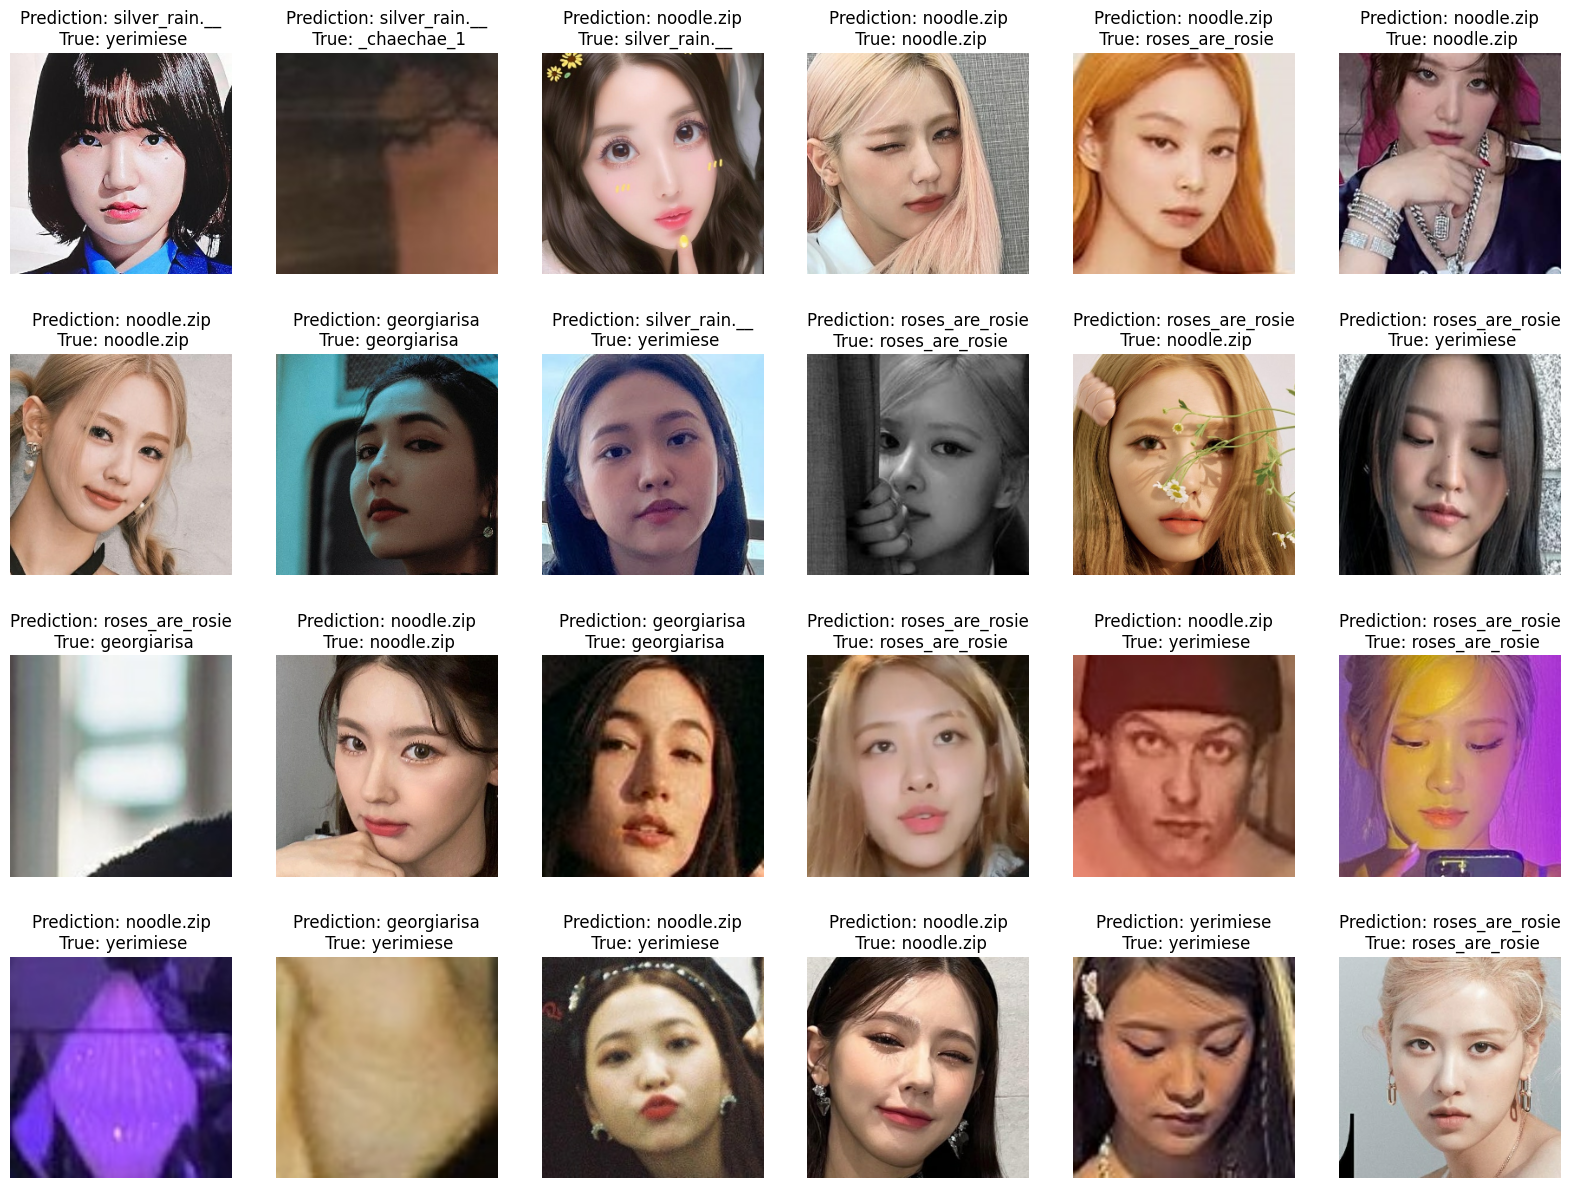 Prediction: silver_rain.__
True: yerimiese
Prediction: silver_rain.__
True: _chaechae_1
Prediction: noodle.zip
True: silver_rain.__
Prediction: noodle.zip
True: noodle.zip
Prediction: noodle.zip
True: roses_are_rosie
Prediction: noodle.zip
True: noodle.zip
Prediction: noodle.zip
True: noodle.zip
Prediction: georgiarisa
True: georgiarisa
Prediction: silver_rain.__
True: yerimiese
Prediction: roses_are_rosie
True: roses_are_rosie
Prediction: roses_are_rosie
True: noodle.zip
Prediction: roses_are_rosie
True: yerimiese
Prediction: roses_are_rosie
True: georgiarisa
Prediction: noodle.zip
True: noodle.zip
Prediction: georgiarisa
True: georgiarisa
Prediction: roses_are_rosie
True: roses_are_rosie
Prediction: noodle.zip
True: yerimiese
Prediction: roses_are_rosie
True: roses_are_rosie
Prediction: noodle.zip
True: yerimiese
Prediction: georgiarisa
True: yerimiese
Prediction: noodle.zip
True: yerimiese
Prediction: noodle.zip
True: noodle.zip
Prediction: yerimiese
True: yerimiese
Prediction: roses_are_rosie
True: roses_are_rosie